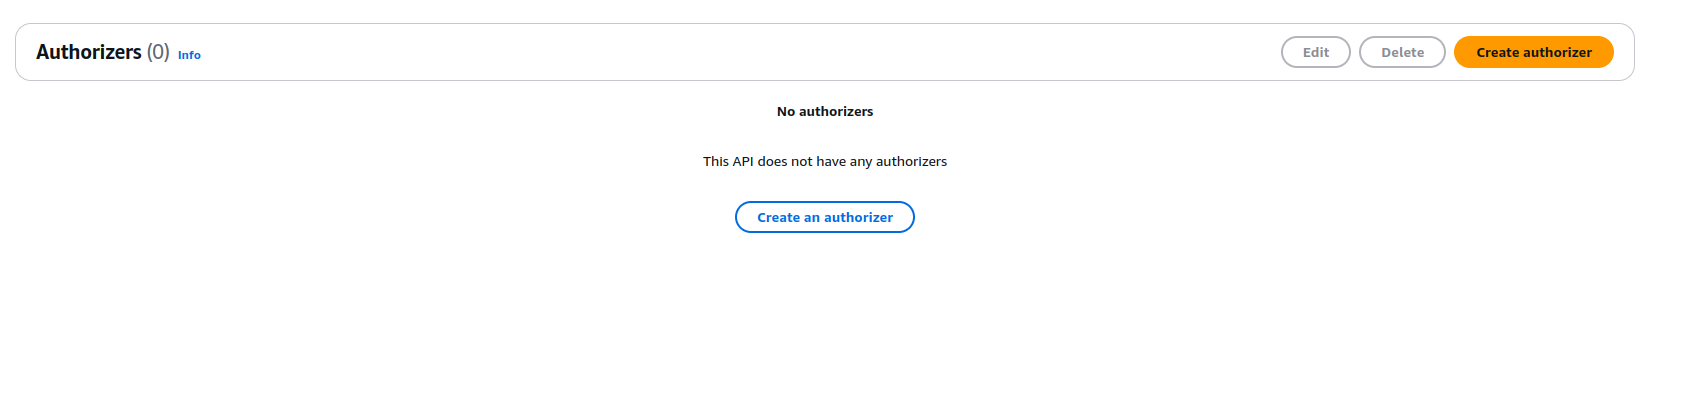 Authorizers (0) Info Edit Delete Create authorizer
No authorizers
This API does not have any authorizers
Create an authorizer